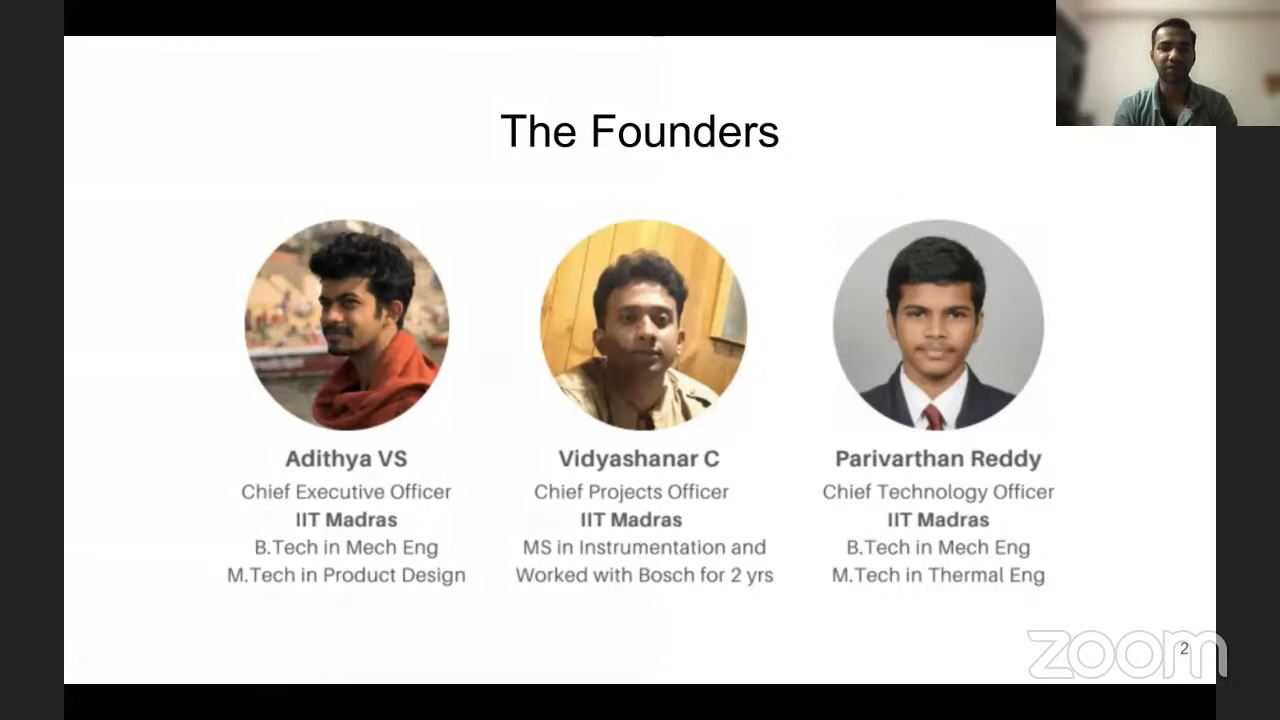 The Founders
Adithya VS
Chief Executive Officer
IIT Madras
B.Tech in Mech Eng
M.Tech in Product Design
Vidyashanar C
Chief Projects Officer
IIT Madras
MS in Instrumentation and
Worked with Bosch for 2 yrs
Parivarthan Reddy
Chief Technology Officer
IIT Madras
B.Tech in Mech Eng
M.Tech in Thermal Eng
zoom
2